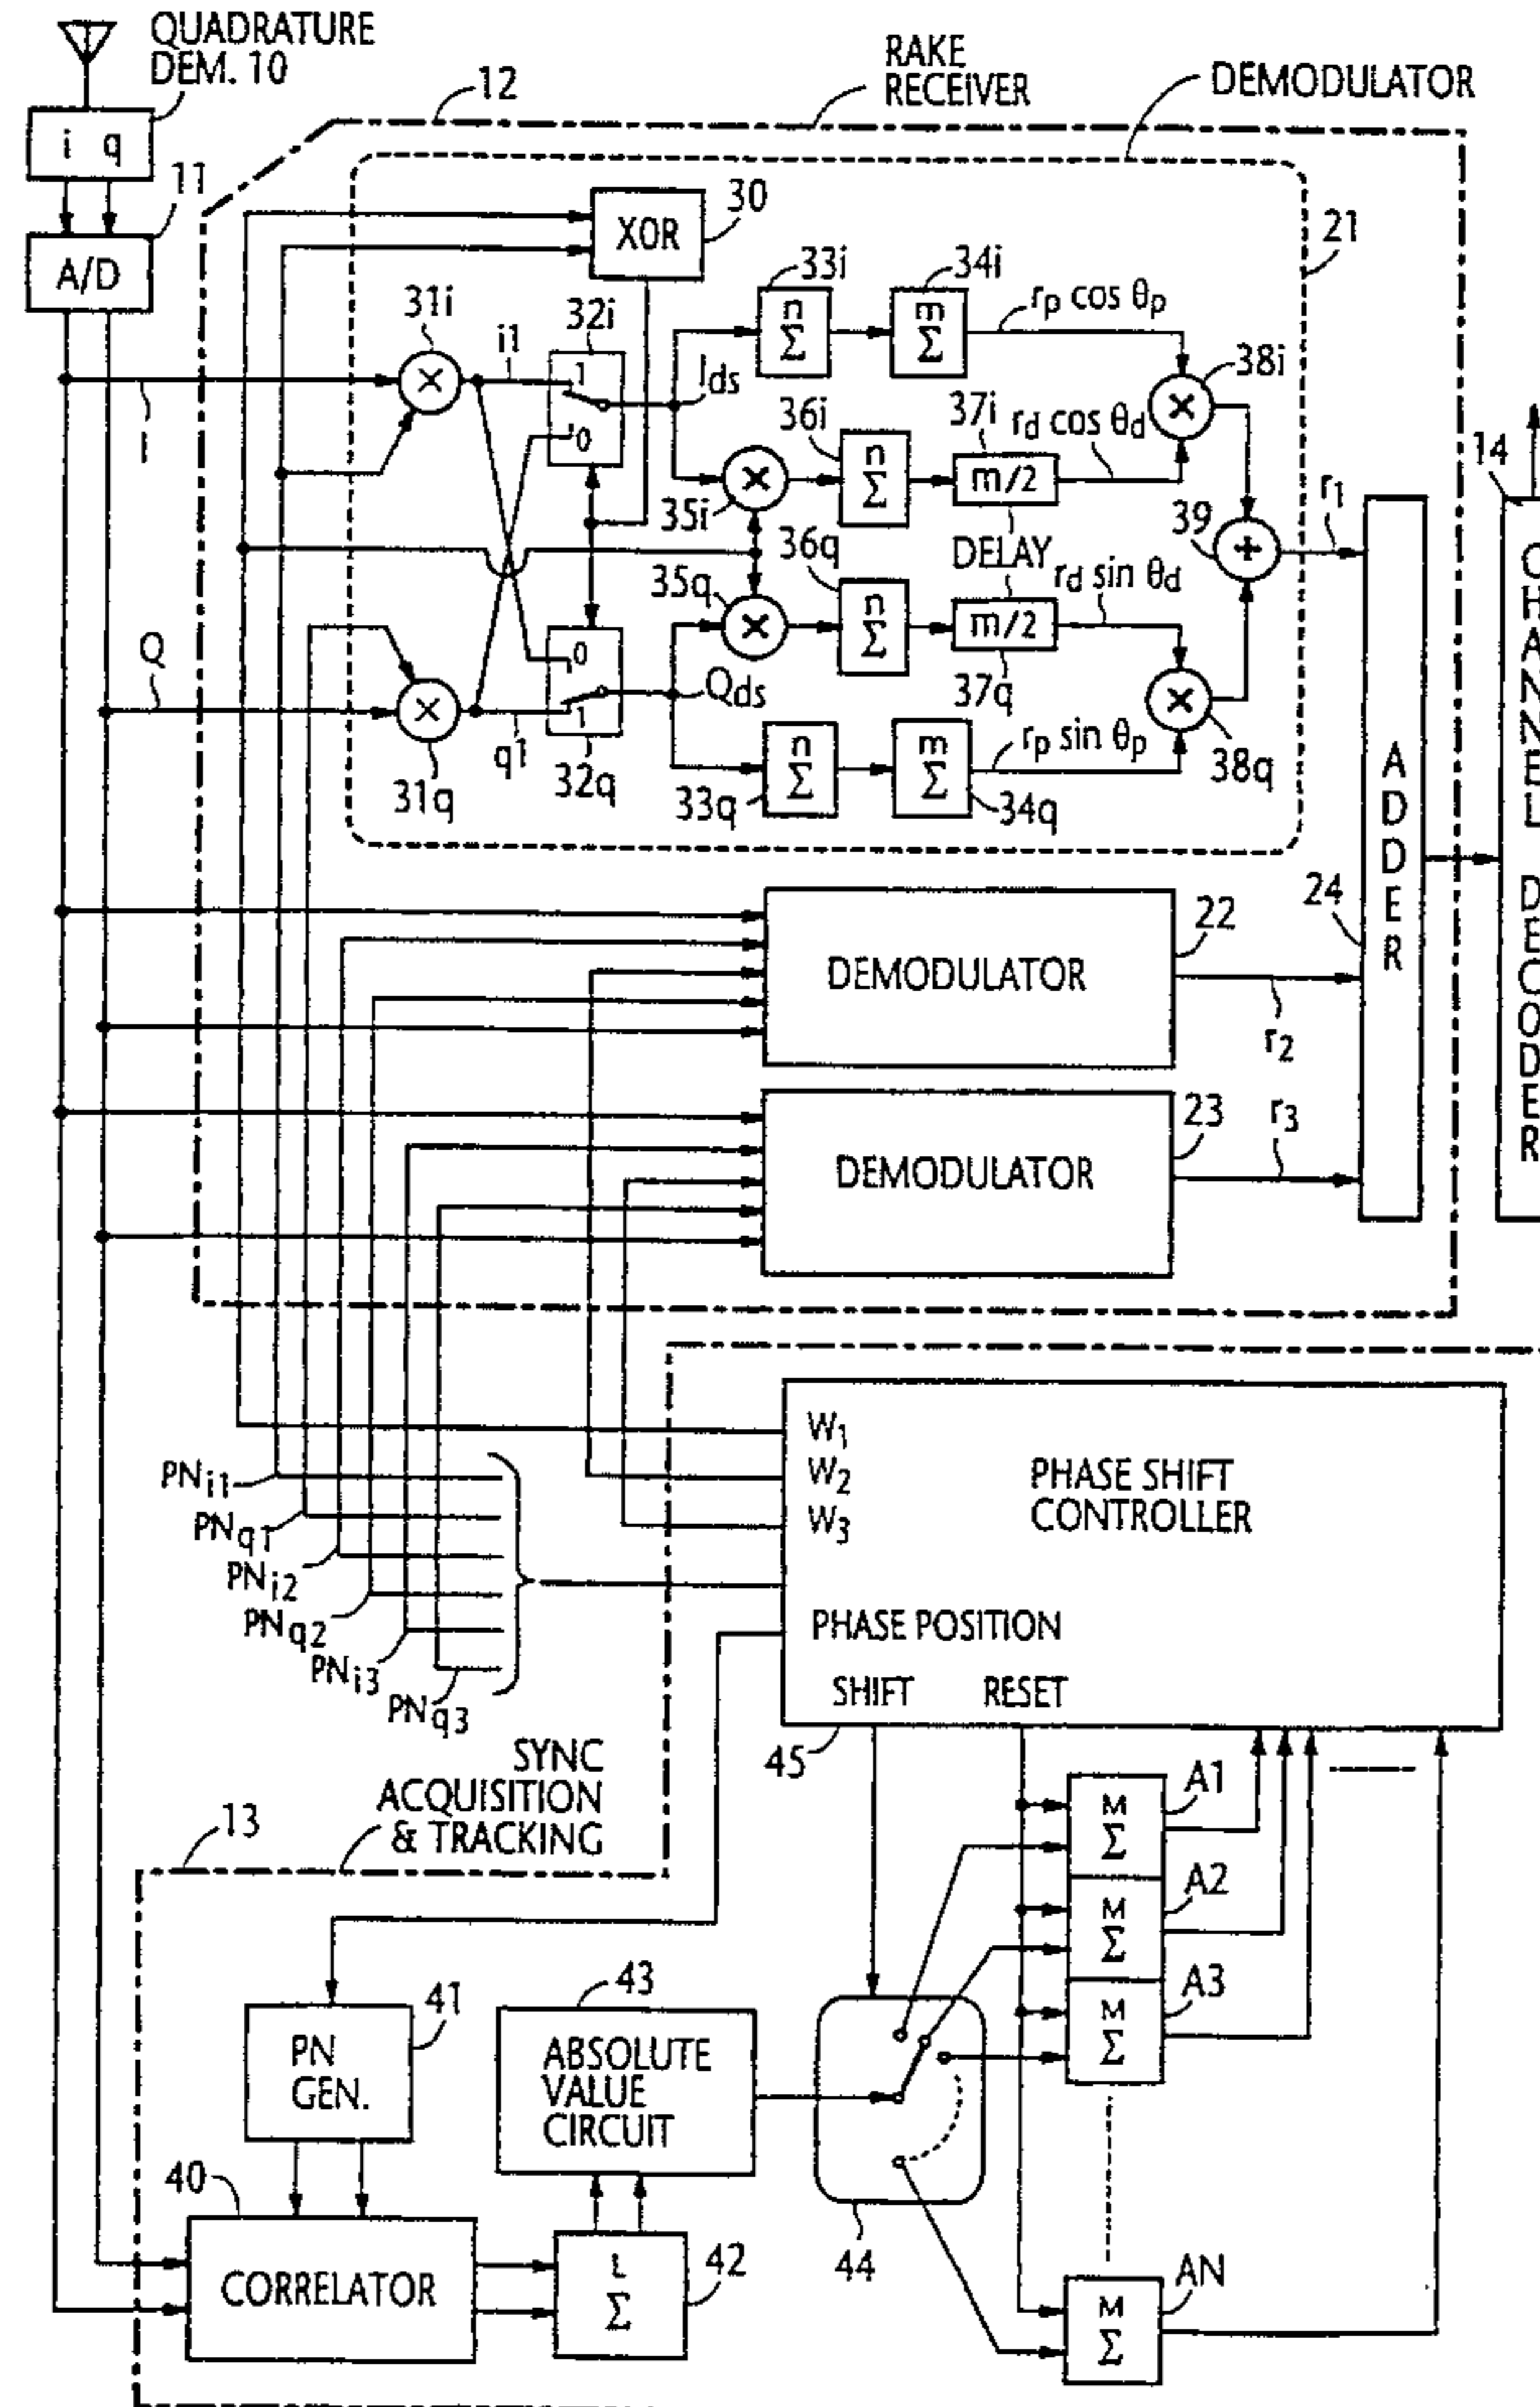 QUADRATURE
DEM. 10
i q
11
A/D
12
RAKE
RECEIVER
DEMODULATOR
21
XOR
30
31i
i1
32i
1
0
I
Ids
33i
n
Σ
34i
m
Σ
rp cos θp
38i
×
35i
36i
n
Σ
37i
m/2
rd cos θd
DELAY
39
+
r1
35q
36q
n
Σ
m/2
37q
rd sin θd
Q
31q
q1
0
1
32q
Qds
33q
n
Σ
m
Σ
34q
rp sin θp
38q
14
CHANNEL DECODER
ADER
24
DEMODULATOR
22
r2
DEMODULATOR
23
r3
W1
W2
W3
PHASE SHIFT
CONTROLLER
PHASE POSITION
SHIFT RESET
45
PNi1
PNq1
PNi2
PNq2
PNi3
PNq3
SYNC
ACQUISITION
& TRACKING
13
M
Σ
A1
M
Σ
A2
M
Σ
A3
M
Σ
AN
PN
GEN.
41
43
ABSOLUTE
VALUE
CIRCUIT
44
40
CORRELATOR
L
Σ
42